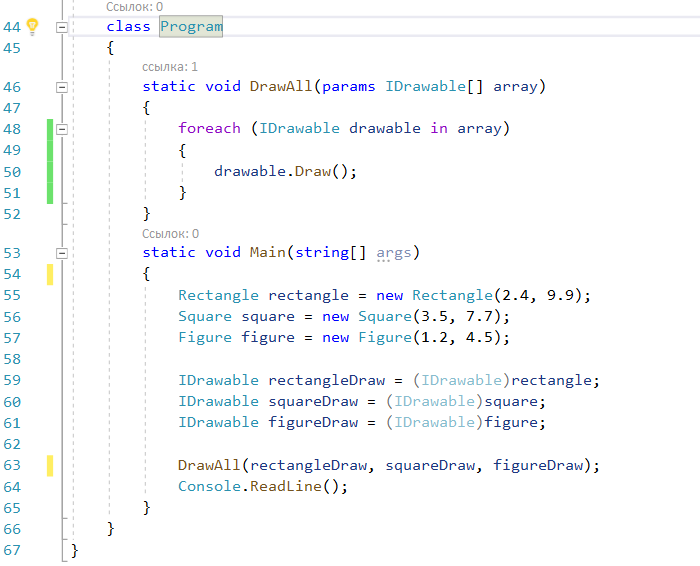 Ссылок: 0
44 class Program
45 {
ссылка: 1
46 static void DrawAll(params IDrawable[] array)
47 {
48 foreach (IDrawable drawable in array)
49 {
50 drawable.Draw();
51 }
52 }
Ссылок: 0
53 static void Main(string[] args)
54 {
55 Rectangle rectangle = new Rectangle(2.4, 9.9);
56 Square square = new Square(3.5, 7.7);
57 Figure figure = new Figure(1.2, 4.5);
58
59 IDrawable rectangleDraw = (IDrawable)rectangle;
60 IDrawable squareDraw = (IDrawable)square;
61 IDrawable figureDraw = (IDrawable)figure;
62
63 DrawAll(rectangleDraw, squareDraw, figureDraw);
64 Console.ReadLine();
65 }
66 }
67 }